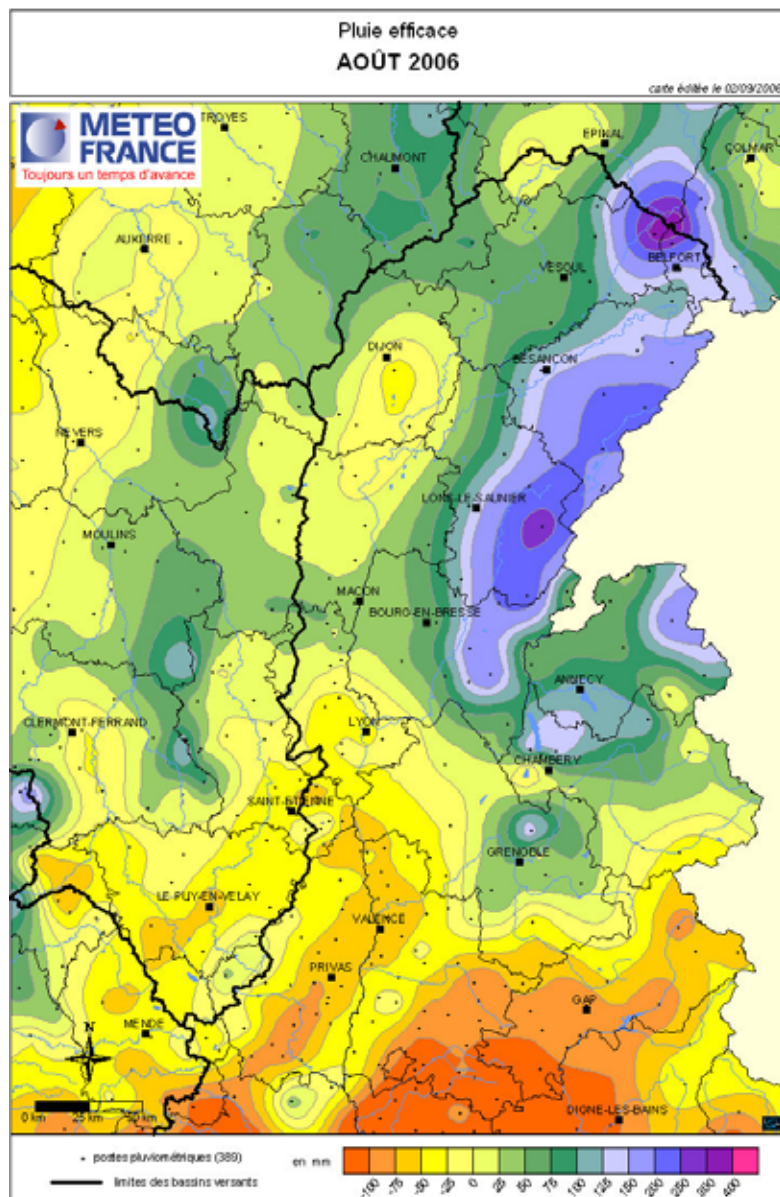 Pluie efficace
AOÛT 2006
carte éditée le 02/09/2006
METEO
FRANCE
Toujours un temps d'avance
TROYES
CHAUMONT
EPINAL
COLMAR
AUXERRE
VESOUL
BELFORT
DIJON
BESANCON
NEVERS
LONS-LE-SAUNIER
MOULINS
MACON
BOURG-EN-BRESSE
ANNECY
CLERMONT-FERRAND
LYON
CHAMBERY
SAINT-ETIENNE
GRENOBLE
LE-PUY-EN-VELAY
VALENCE
PRIVAS
GAP
MENDE
N
0 km 25 km 50 km
DIGNE-LES-BAINS
postes pluviométriques (389)
limites des bassins versants
en mm
-100 -75 -50 -25 0 25 50 75 100 125 150 200 250 300 400